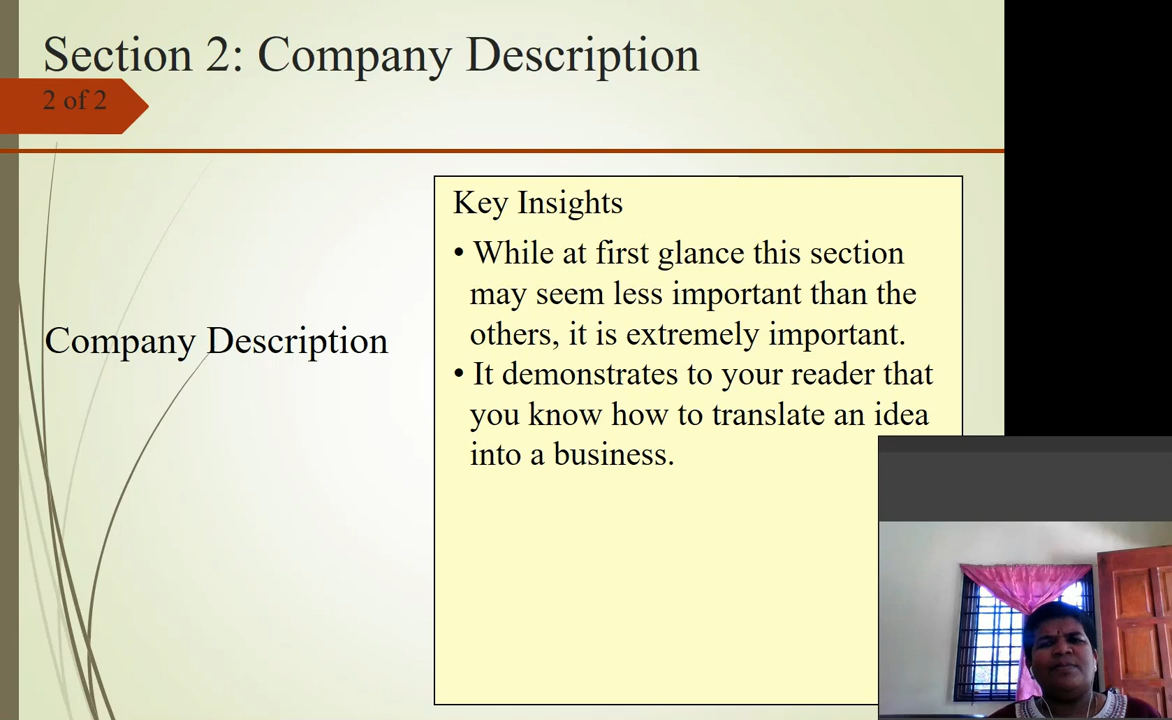 Section 2: Company Description
2 of 2
Company Description
Key Insights
• While at first glance this section
may seem less important than the
others, it is extremely important.
• It demonstrates to your reader that
you know how to translate an idea
into a business.